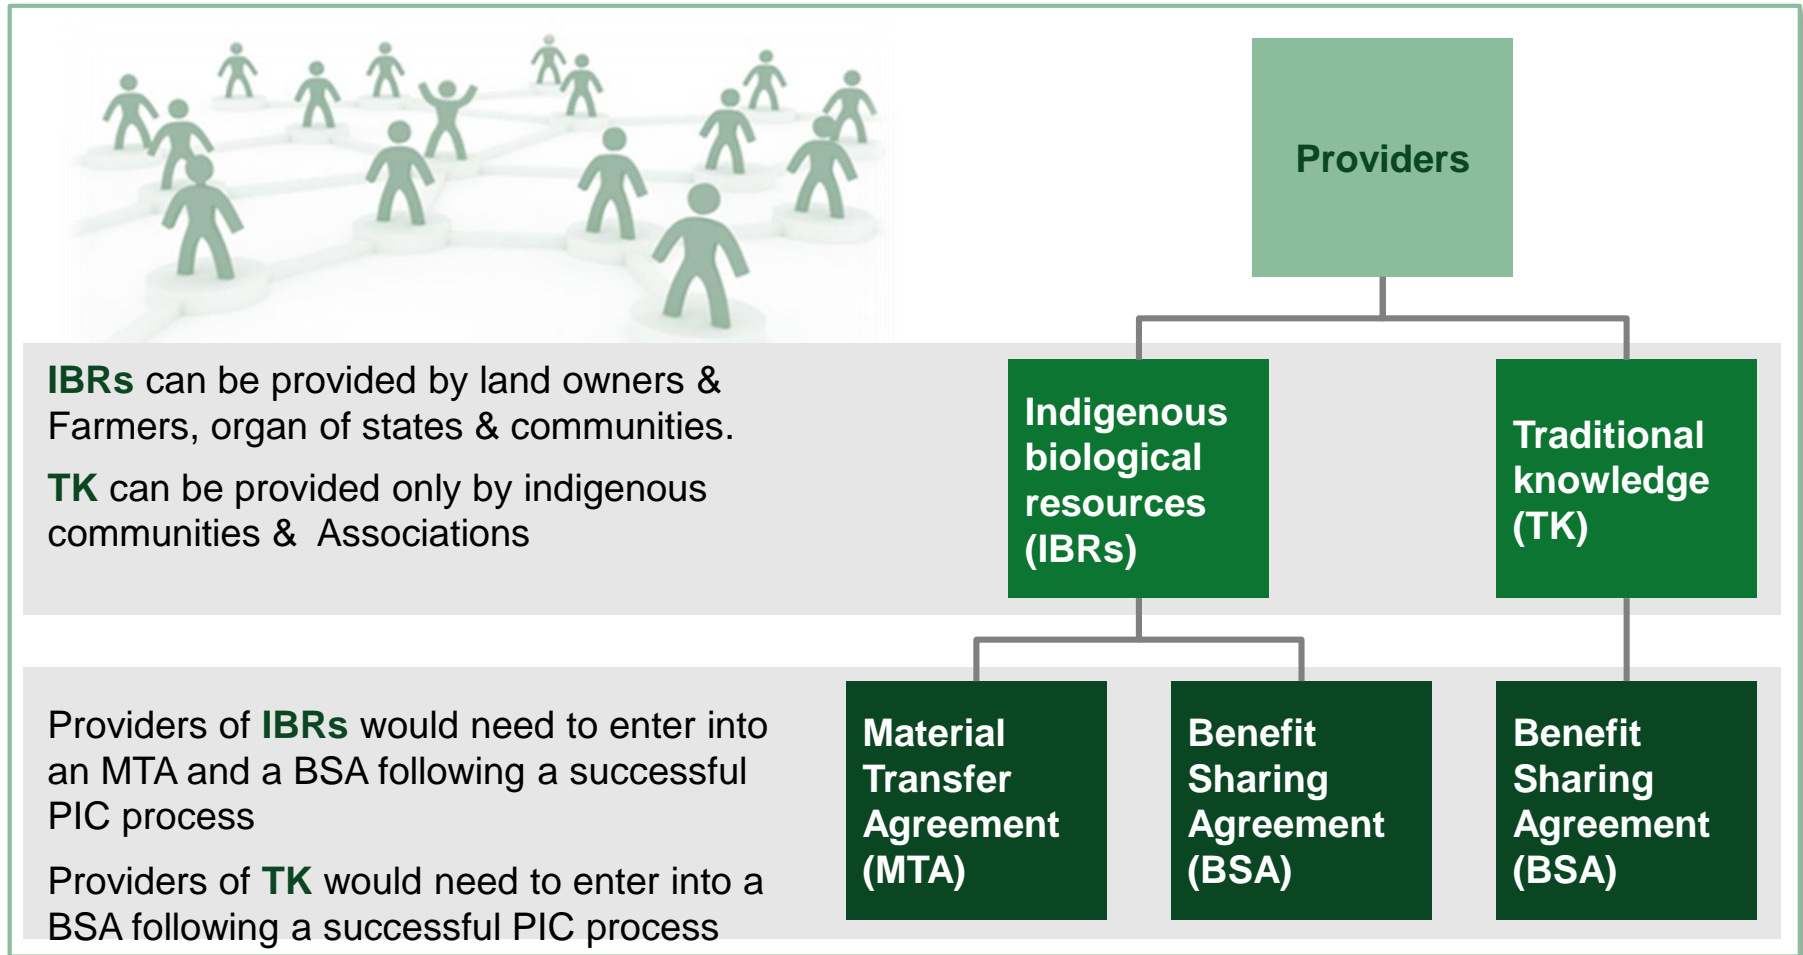 Providers
IBRs can be provided by land owners &
Farmers, organ of states & communities.
TK can be provided only by indigenous
communities &  Associations
Indigenous
biological
resources
(IBRs)
Traditional
knowledge
(TK)
Providers of IBRs would need to enter into
an MTA and a BSA following a successful
PIC process
Providers of TK would need to enter into a
BSA following a successful PIC process
Material
Transfer
Agreement
(MTA)
Benefit
Sharing
Agreement
(BSA)
Benefit
Sharing
Agreement
(BSA)